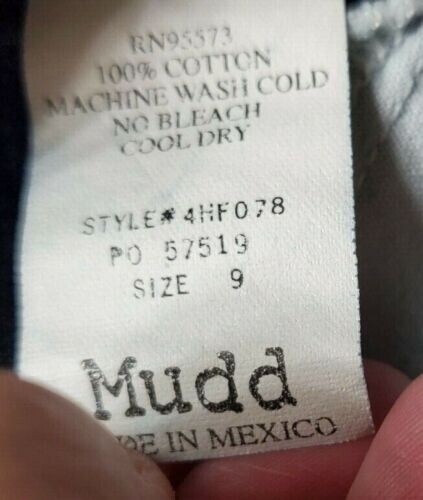 RN95573
100% COTTON
MACHINE WASH COLD
NO BLEACH
COOL DRY
STYLE# 4HF078
PO 57519
SIZE 9
Mudd
DE IN MEXICO